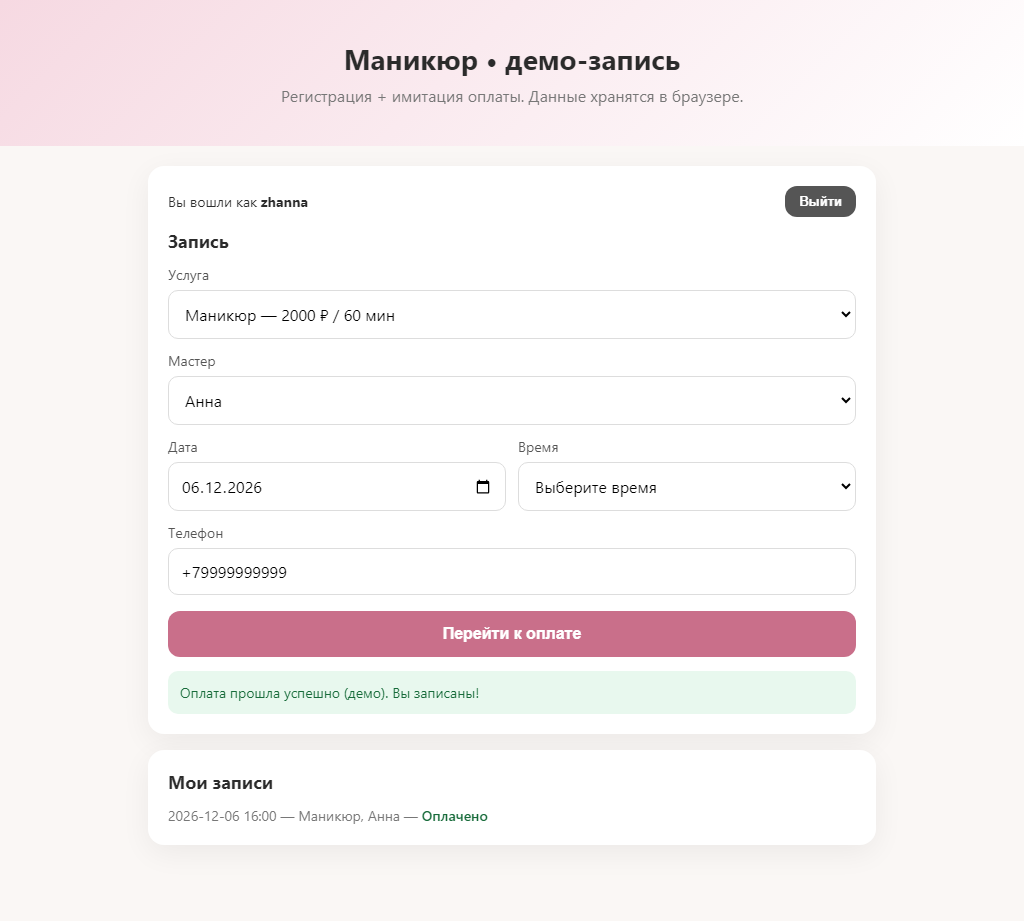 Маникюр • демо-запись
Регистрация + имитация оплаты. Данные хранятся в браузере.
Вы вошли как zhanna
Выйти
Запись
Услуга
Маникюр — 2000 ₽ / 60 мин
Мастер
Анна
Дата
Время
06.12.2026
Выберите время
Телефон
+79999999999
Перейти к оплате
Оплата прошла успешно (демо). Вы записаны!
Мои записи
2026-12-06 16:00 — Маникюр, Анна — Оплачено